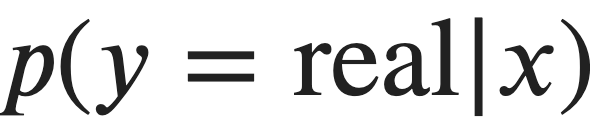 p(y = real|x)